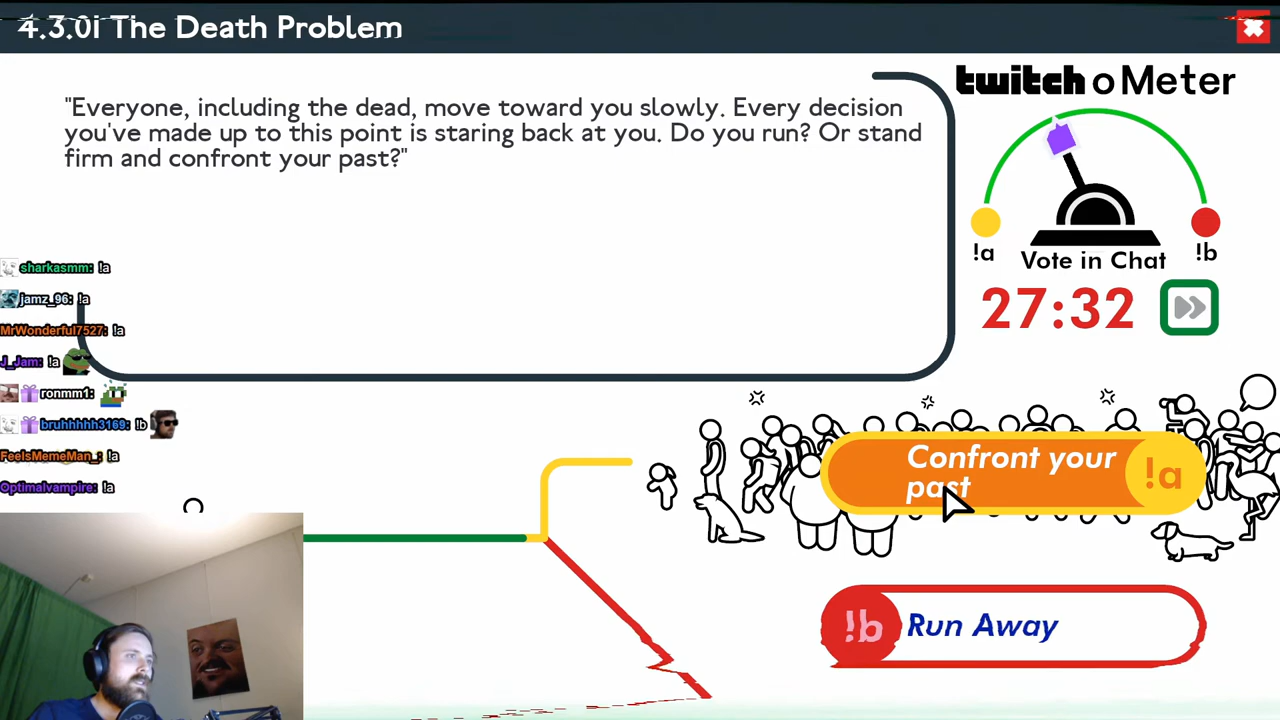 4.3.0i The Death Problem
"Everyone, including the dead, move toward you slowly. Every decision
you've made up to this point is staring back at you. Do you run? Or stand
firm and confront your past?"
twitch o Meter
!a
!b
Vote in Chat
27:32
sharkasmm: !a
jamz_96: !a
MrWonderful7527: !a
J_Jam: !a
ronmm1:
bruhhhhh3169: !b
FeelsMemeMan_: !a
Optimalvampire: !a
Confront your
past
!a
!b
Run Away